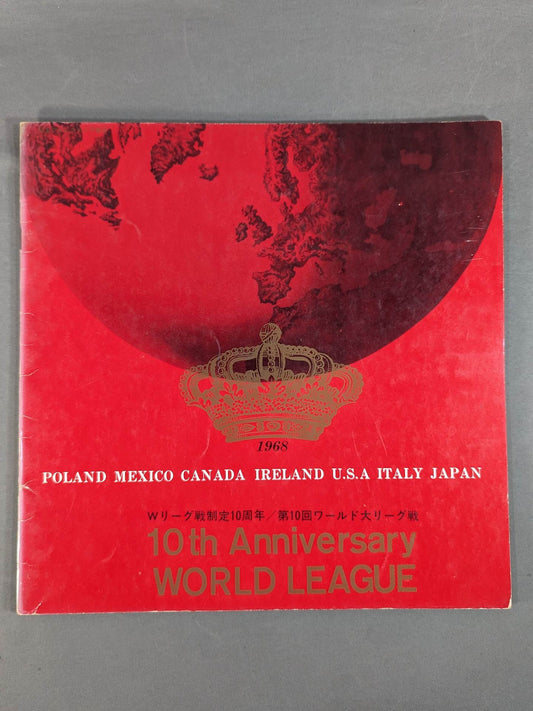 1968
POLAND MEXICO CANADA IRELAND U.S.A ITALY JAPAN
Wリーグ戦制定10周年/第10回ワールド大リーグ戦
10th Anniversary
WORLD LEAGUE